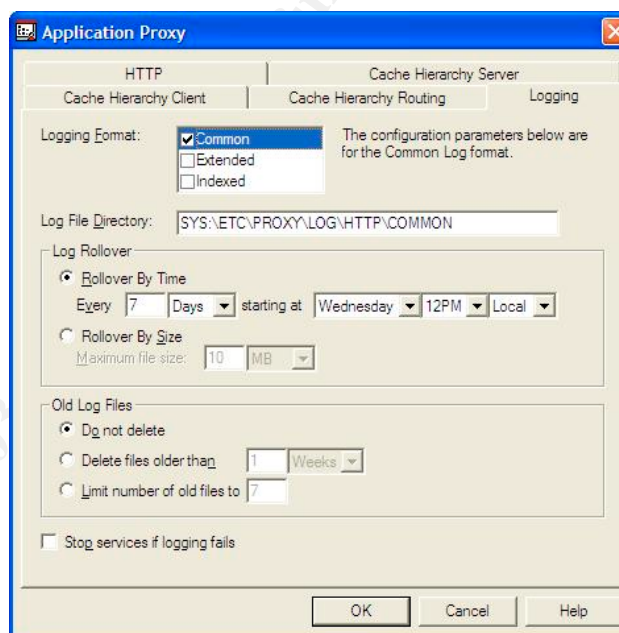 Application Proxy
HTTP
Cache Hierarchy Server
Cache Hierarchy Client
Cache Hierarchy Routing
Logging
Logging Format:
Common
Extended
Indexed
The configuration parameters below are
for the Common Log format.
Log File Directory: SYS:\ETC\PROXY\LOG\HTTP\COMMON
Log Rollover
Rollover By Time
Every 7 Days starting at Wednesday 12PM Local
Rollover By Size
Maximum file size: 10 MB
Old Log Files
Do not delete
Delete files older than 1 Weeks
Limit number of old files to 7
Stop services if logging fails
OK Cancel Help